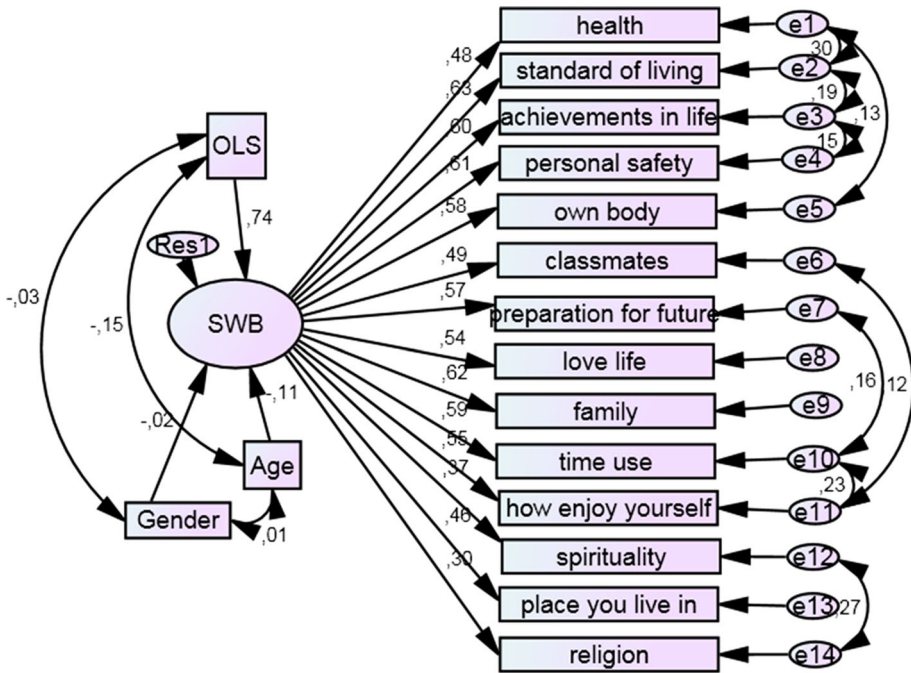 health
e1
,48
,30
standard of living
e2
,63
,19
achievements in life
e3
,13
,60
,15
OLS
personal safety
e4
,61
own body
e5
,58
,74
Res1
classmates
e6
,49
-,03
,57
preparation for future
e7
-,15
SWB
,54
love life
e8
,62
,16
12
-,11
family
e9
-,02
,59
,55
time use
e10
Age
,37
,23
how enjoy yourself
e11
Gender
,46
,01
spirituality
e12
,30
place you live in
e13
,27
religion
e14